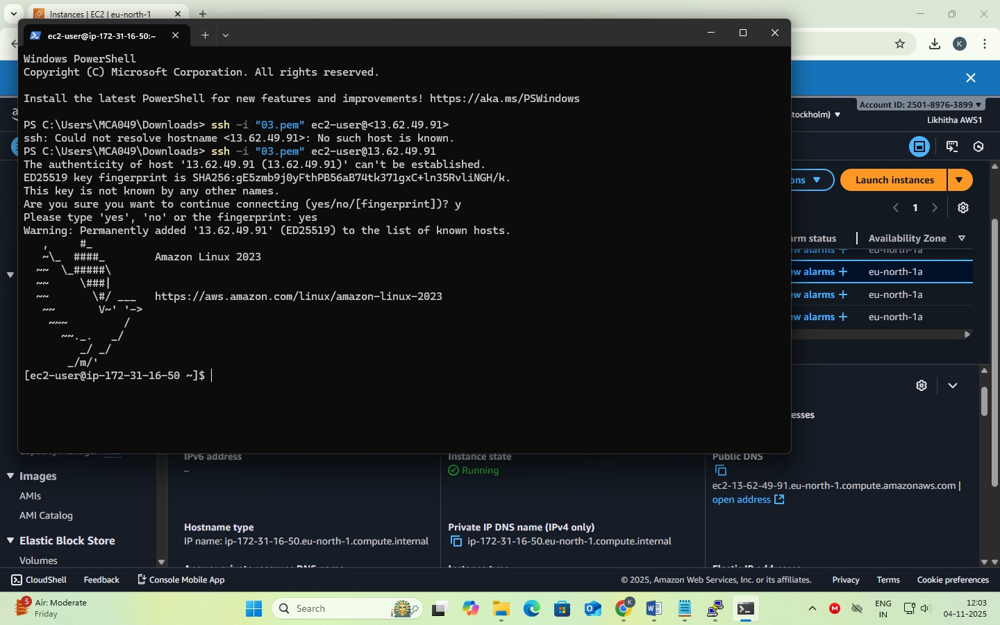 Instances | EC2 | eu-north-1
ec2-user@ip-172-31-16-50:~
Windows PowerShell
Copyright (C) Microsoft Corporation. All rights reserved.
Install the latest PowerShell for new features and improvements! https://aka.ms/PSWindows
PS C:\Users\MCA049\Downloads> ssh -i "03.pem" ec2-user@<13.62.49.91>
ssh: Could not resolve hostname <13.62.49.91>: No such host is known.
PS C:\Users\MCA049\Downloads> ssh -i "03.pem" ec2-user@13.62.49.91
The authenticity of host '13.62.49.91 (13.62.49.91)' can't be established.
ED25519 key fingerprint is SHA256:gE5zmb9j0yFthPB56aB74tk371gxC+ln35RvliNGH/k.
This key is not known by any other names.
Are you sure you want to continue connecting (yes/no/[fingerprint])? y
Please type 'yes', 'no' or the fingerprint: yes
Warning: Permanently added '13.62.49.91' (ED25519) to the list of known hosts.
   ,     #_
   ~\_  ####_        Amazon Linux 2023
  ~~  \_#####\
  ~~     \###|
  ~~       \#/ ___   https://aws.amazon.com/linux/amazon-linux-2023
   ~~       V~' '->
    ~~~         /
      ~~._.   _/
         _/ _/
       _/m/'
[ec2-user@ip-172-31-16-50 ~]$
K
Account ID: 2501-8976-3899
tockholm)
Likhitha AWS1
ons
Launch instances
1
rm status
Availability Zone
ew alarms +
eu-north-1a
ew alarms +
eu-north-1a
ew alarms +
eu-north-1a
ew alarms +
eu-north-1a
esses
IPv6 address
–
Instance state
Running
Public DNS
ec2-13-62-49-91.eu-north-1.compute.amazonaws.com |
open address
Hostname type
IP name: ip-172-31-16-50.eu-north-1.compute.internal
Private IP DNS name (IPv4 only)
ip-172-31-16-50.eu-north-1.compute.internal
Images
AMIs
AMI Catalog
Elastic Block Store
Volumes
CloudShell
Feedback
Console Mobile App
© 2025, Amazon Web Services, Inc. or its affiliates.
Privacy
Terms
Cookie preferences
5
Air: Moderate
Friday
Search
K
ENG
IN
12:03
04-11-2025